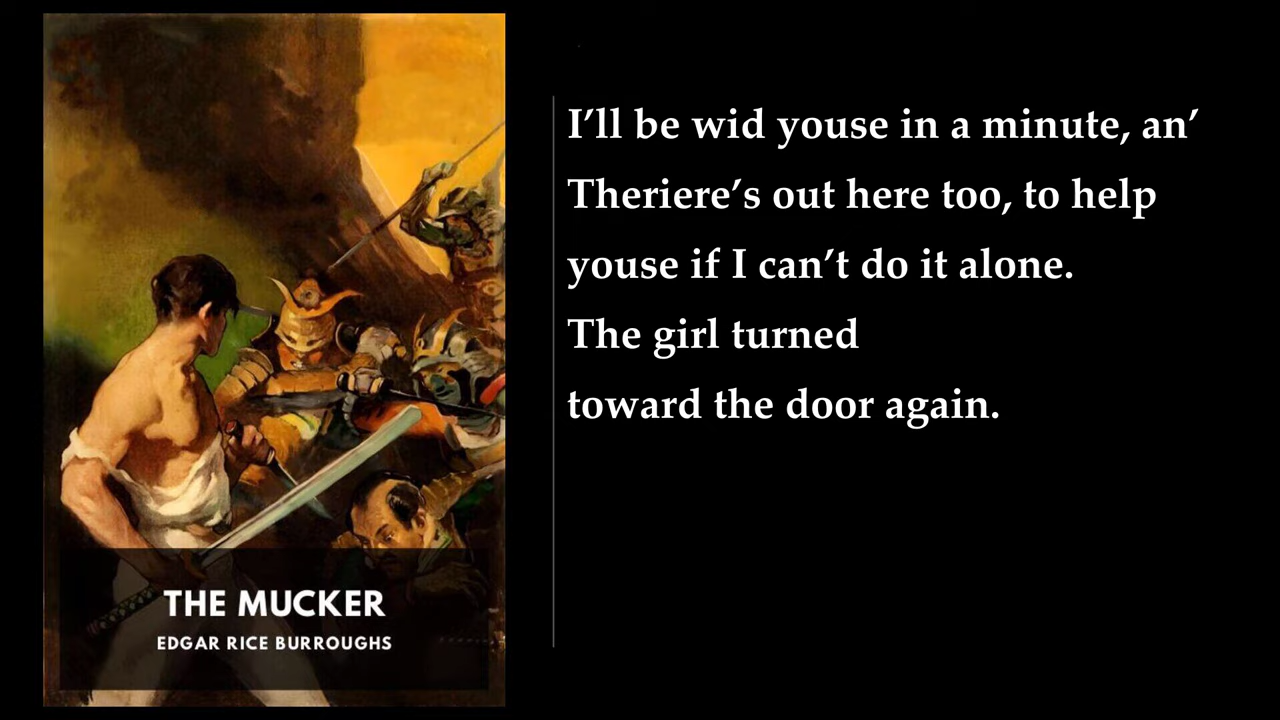 I’ll be wid youse in a minute, an’
Theriere’s out here too, to help
youse if I can’t do it alone.
The girl turned
toward the door again.
THE MUCKER
EDGAR RICE BURROUGHS